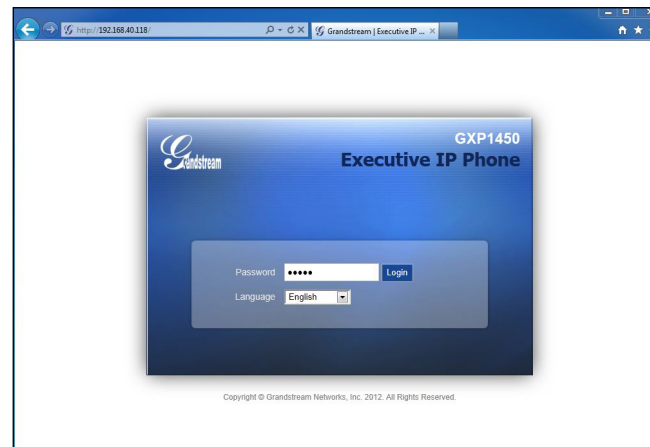 http://192.168.40.118/
Grandstream | Executive IP ...
Grandstream
GXP1450
Executive IP Phone
Password •••••
Login
Language English
Copyright © Grandstream Networks, Inc. 2012. All Rights Reserved.